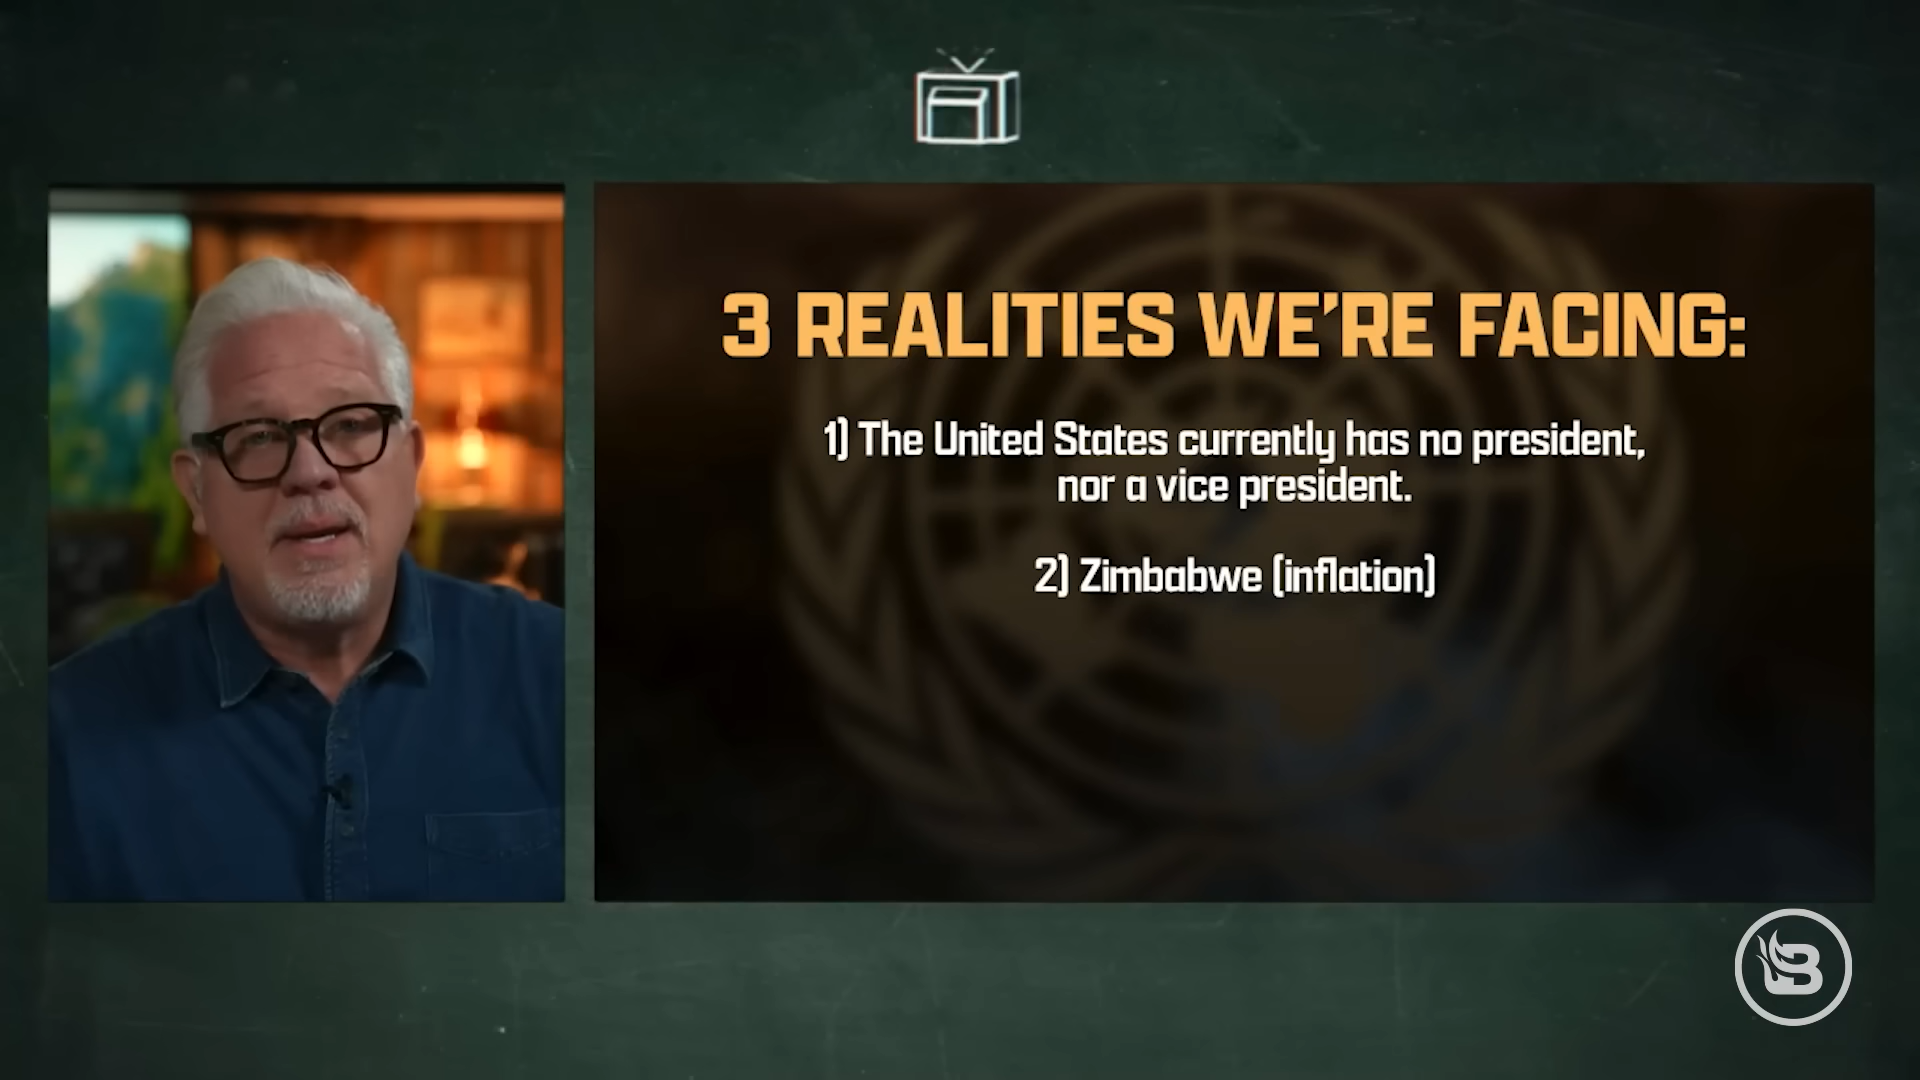 3 REALITIES WE'RE FACING:
1) The United States currently has no president,
nor a vice president.
2) Zimbabwe (inflation)
B